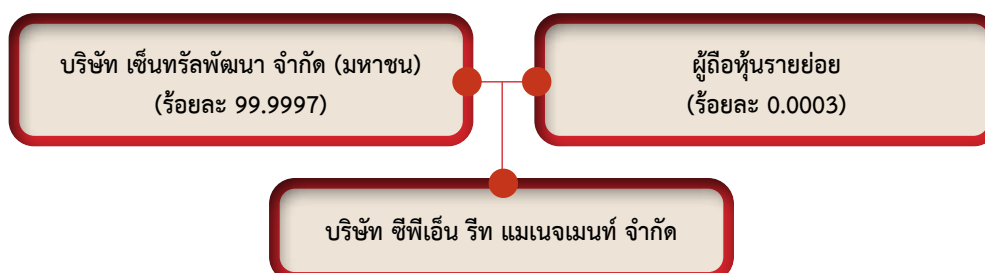 บริษัท เซ็นทรัลพัฒนา จำกัด (มหาชน)
(ร้อยละ 99.9997)
ผู้ถือหุ้นรายย่อย
(ร้อยละ 0.0003)
บริษัท ซีพีเอ็น รีท แมเนจเมนท์ จำกัด